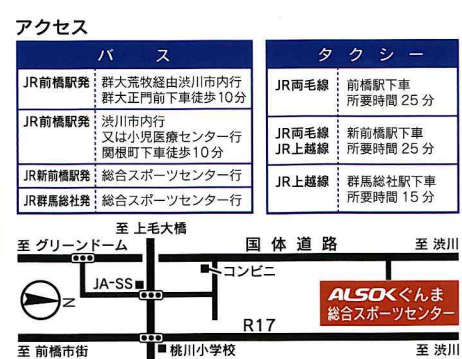 アクセス
バス
JR前橋駅発 群大荒牧経由渋川市内行
群大正門前下車徒歩10分
JR前橋駅発 渋川市内行
又は小児医療センター行
関根町下車徒歩10分
JR新前橋駅発 総合スポーツセンター行
JR群馬総社発 総合スポーツセンター行
タクシー
JR両毛線 前橋駅下車
所要時間 25 分
JR両毛線 新前橋駅下車
JR上越線 所要時間 25 分
JR上越線 群馬総社駅下車
所要時間 15 分
至 上毛大橋
至 グリーンドーム
国体道路
至 渋川
コンビニ
JA-SS
N
ALSOKぐんま
総合スポーツセンター
R17
至 前橋市街
桃川小学校
至 渋川